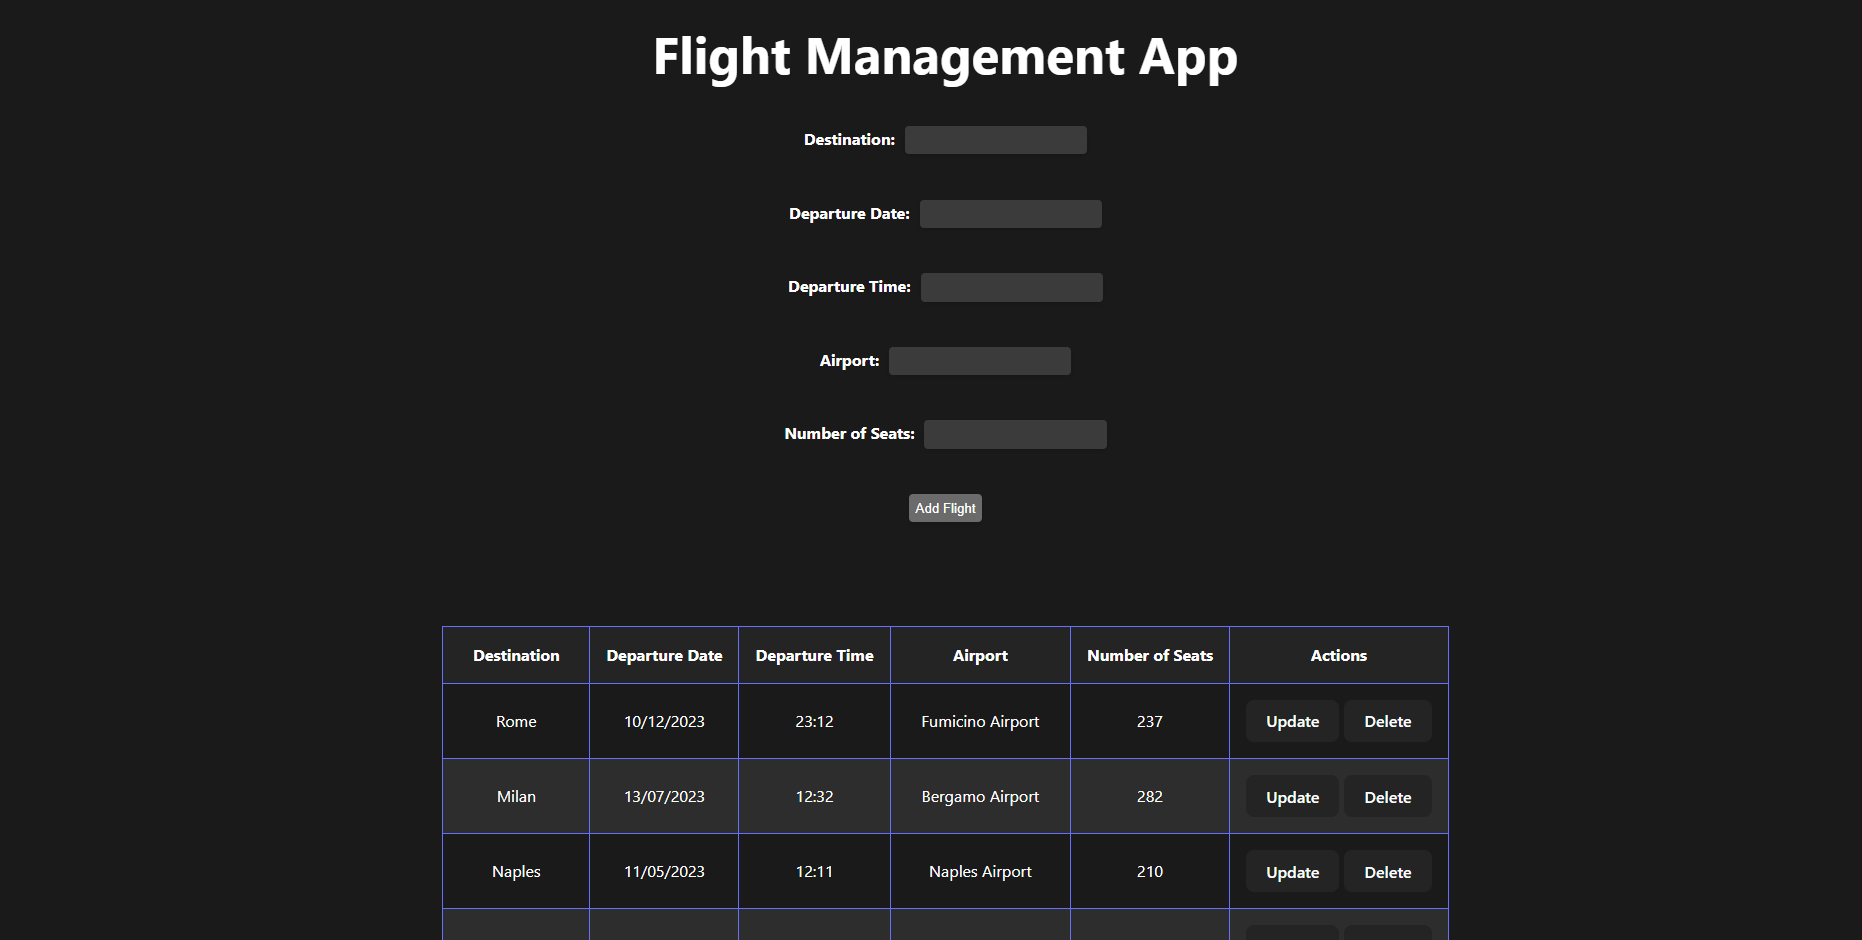 Flight Management App
Destination:
Departure Date:
Departure Time:
Airport:
Number of Seats:
Add Flight
Destination Departure Date Departure Time Airport Number of Seats Actions
Rome 10/12/2023 23:12 Fumicino Airport 237 Update Delete
Milan 13/07/2023 12:32 Bergamo Airport 282 Update Delete
Naples 11/05/2023 12:11 Naples Airport 210 Update Delete